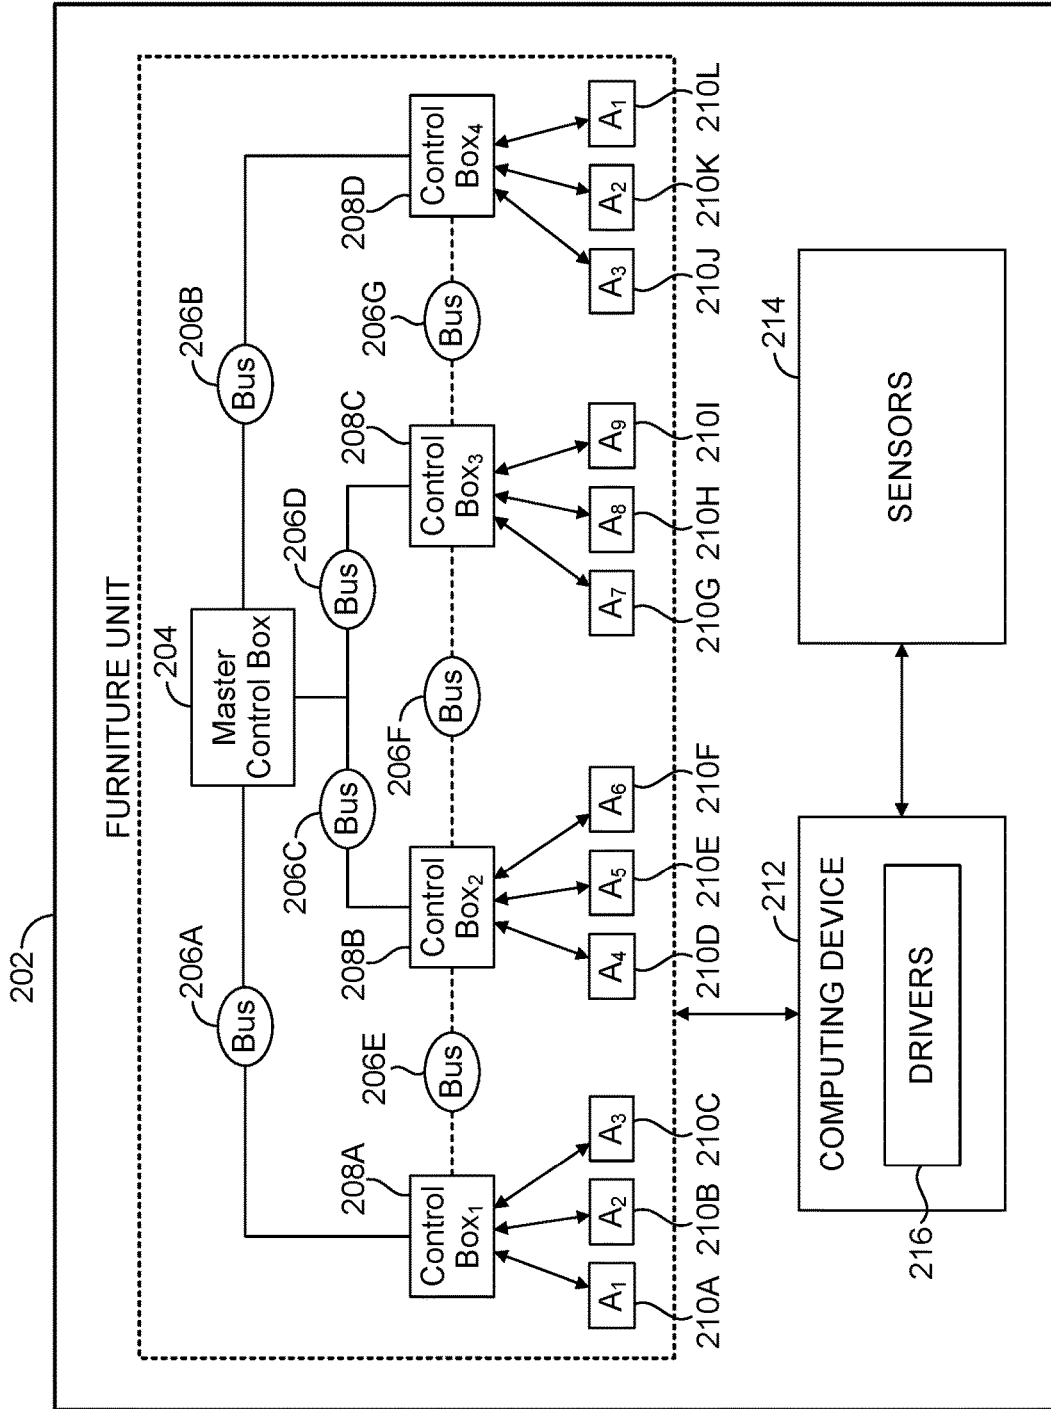 202
FURNITURE UNIT
204
Master
Control Box
206A
Bus
206B
Bus
206C
Bus
206D
Bus
208A
Control
Box1
206E
Bus
208B
Control
Box2
206F
Bus
208C
Control
Box3
206G
Bus
208D
Control
Box4
A1
A2
A3
A4
A5
A6
A7
A8
A9
A3
A2
A1
210A
210B
210C
210D
210E
210F
210G
210H
210I
210J
210K
210L
212
COMPUTING DEVICE
DRIVERS
216
214
SENSORS